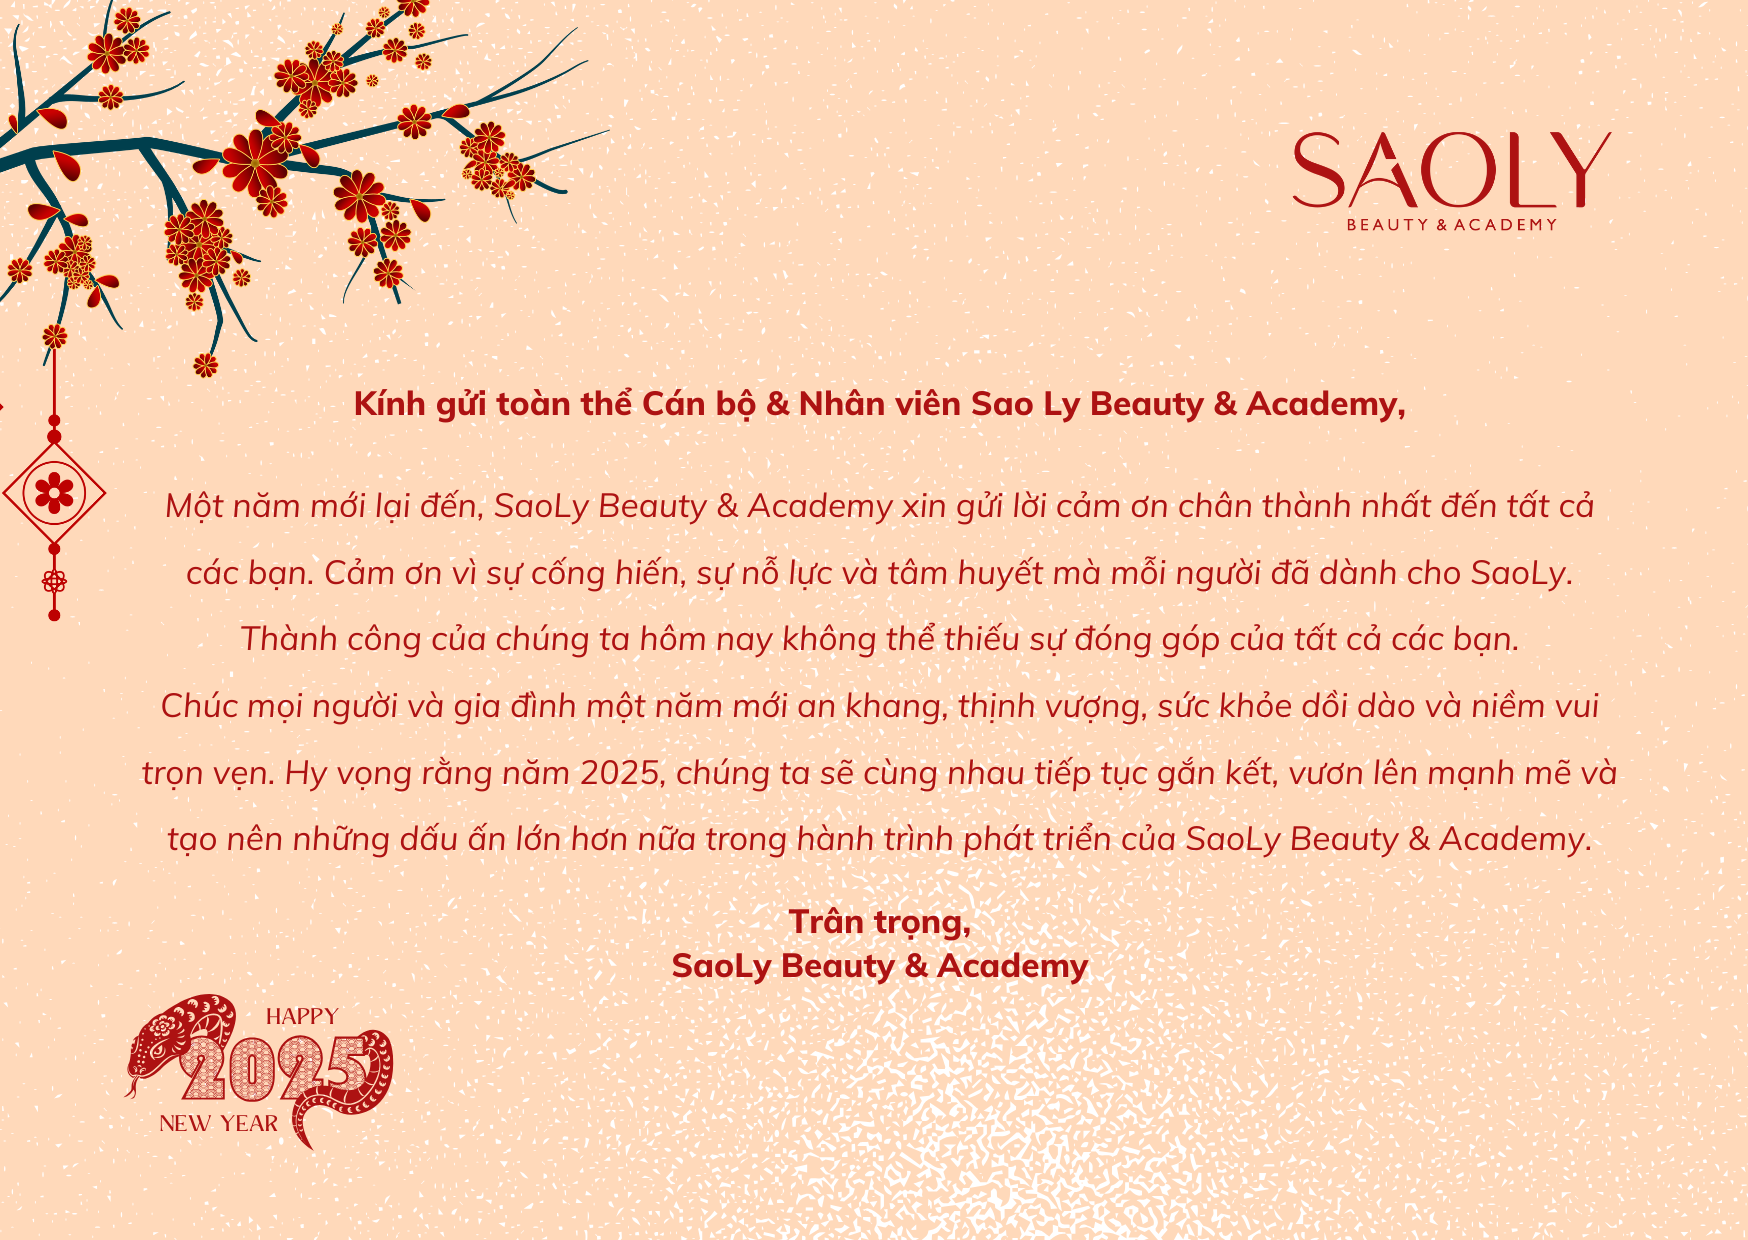 SAOLY
BEAUTY & ACADEMY
Kính gửi toàn thể Cán bộ & Nhân viên Sao Ly Beauty & Academy,
Một năm mới lại đến, SaoLy Beauty & Academy xin gửi lời cảm ơn chân thành nhất đến tất cả
các bạn. Cảm ơn vì sự cống hiến, sự nỗ lực và tâm huyết mà mỗi người đã dành cho SaoLy.
Thành công của chúng ta hôm nay không thể thiếu sự đóng góp của tất cả các bạn.
Chúc mọi người và gia đình một năm mới an khang, thịnh vượng, sức khỏe dồi dào và niềm vui
trọn vẹn. Hy vọng rằng năm 2025, chúng ta sẽ cùng nhau tiếp tục gắn kết, vươn lên mạnh mẽ và
tạo nên những dấu ấn lớn hơn nữa trong hành trình phát triển của SaoLy Beauty & Academy.
Trân trọng,
SaoLy Beauty & Academy
HAPPY
2025
NEW YEAR